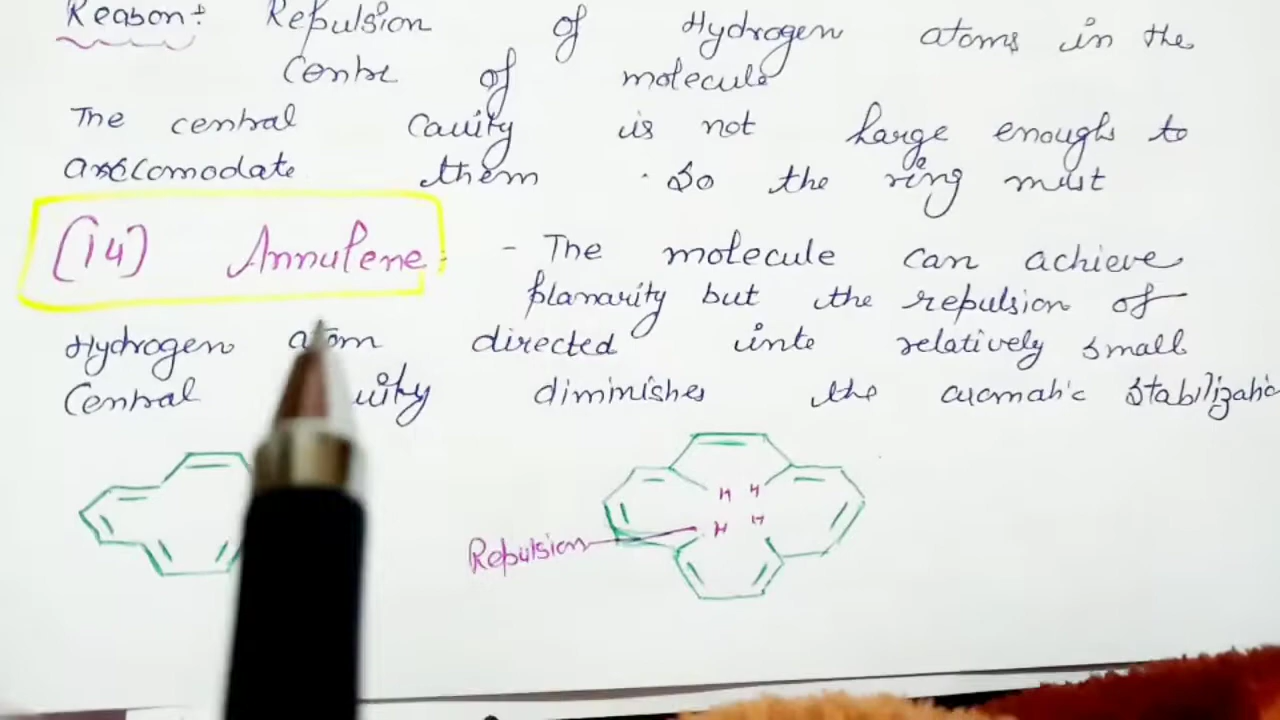 Reason: Repulsion of Hydrogen atoms in the
Centre of molecule
The central cavity is not large enough to
accomodate them. So the ring must
[14] Annulene - The molecule can achieve
planarity but the repulsion of
Hydrogen atom directed into relatively small
Central diminishes the aromatic
H H
H H
Repulsion